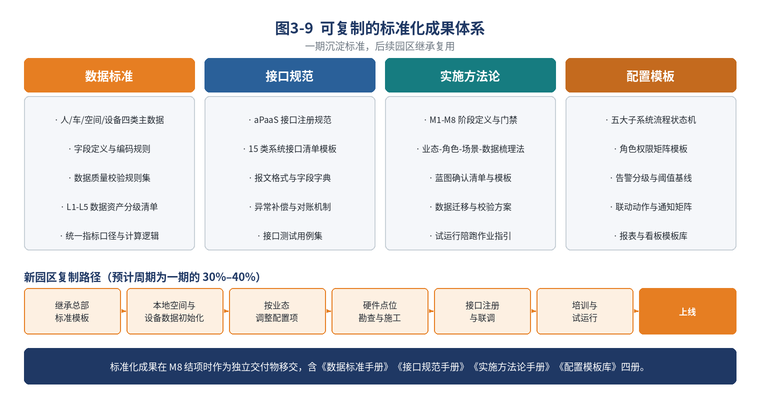 图3-9 可复制的标准化成果体系
一期沉淀标准，后续园区继承复用
数据标准
· 人/车/空间/设备四类主数据
· 字段定义与编码规则
· 数据质量校验规则集
· L1-L5 数据资产分级清单
· 统一指标口径与计算逻辑
接口规范
· aPaaS 接口注册规范
· 15 类系统接口清单模板
· 报文格式与字段字典
· 异常补偿与对账机制
· 接口测试用例集
实施方法论
· M1-M8 阶段定义与门禁
· 业态-角色-场景-数据梳理法
· 蓝图确认清单与模板
· 数据迁移与校验方案
· 试运行陪跑作业指引
配置模板
· 五大子系统流程状态机
· 角色权限矩阵模板
· 告警分级与阈值基线
· 联动动作与通知矩阵
· 报表与看板模板库
新园区复制路径（预计周期为一期的 30%–40%）
继承总部
标准模板
本地空间与
设备数据初始化
按业态
调整配置项
硬件点位
勘查与施工
接口注册
与联调
培训与
试运行
上线
标准化成果在 M8 结项时作为独立交付物移交，含《数据标准手册》《接口规范手册》《实施方法论手册》《配置模板库》四册。